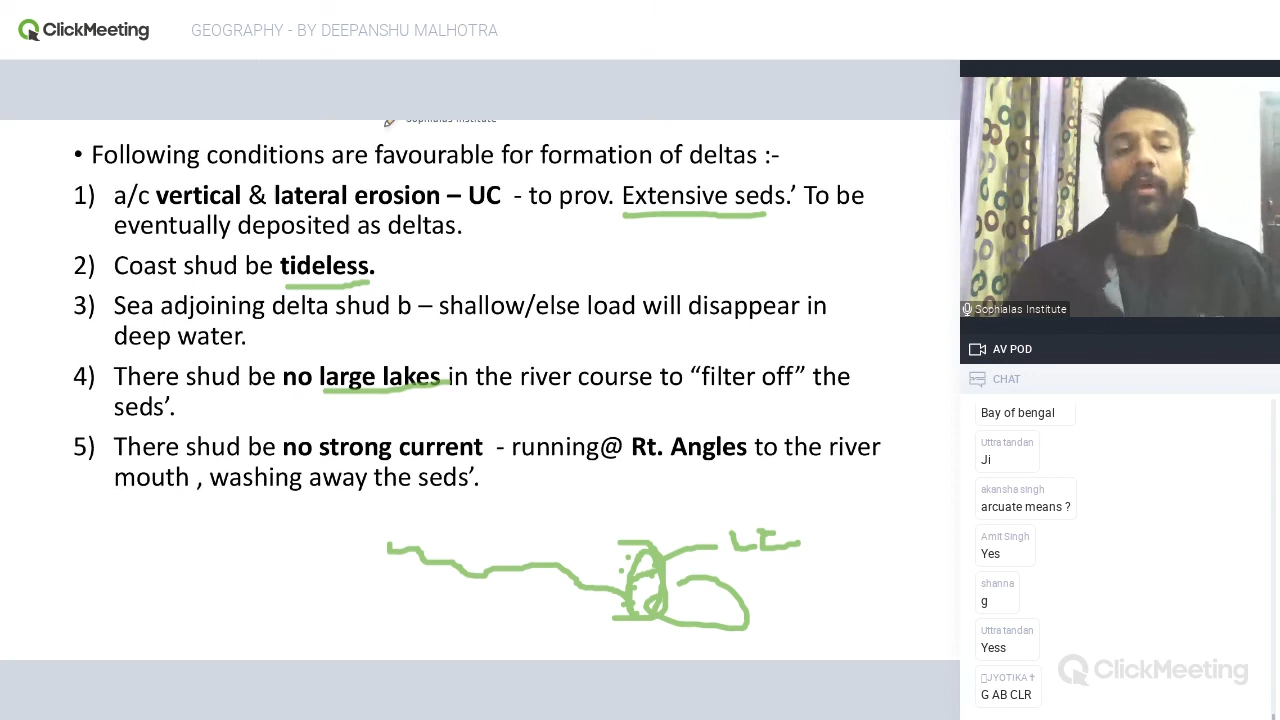 ClickMeeting
GEOGRAPHY - BY DEEPANSHU MALHOTRA
Sophialas Institute
• Following conditions are favourable for formation of deltas :-
1) a/c vertical & lateral erosion – UC - to prov. Extensive seds.’ To be
eventually deposited as deltas.
2) Coast shud be tideless.
3) Sea adjoining delta shud b – shallow/else load will disappear in
deep water.
4) There shud be no large lakes in the river course to “filter off” the
seds’.
5) There shud be no strong current - running@ Rt. Angles to the river
mouth , washing away the seds’.
Sophialas Institute
AV POD
CHAT
Bay of bengal
Uttra tandan
Ji
akansha singh
arcuate means ?
Amit Singh
Yes
shanna
g
Uttra tandan
Yess
JYOTIKA✝
G AB CLR
ClickMeeting